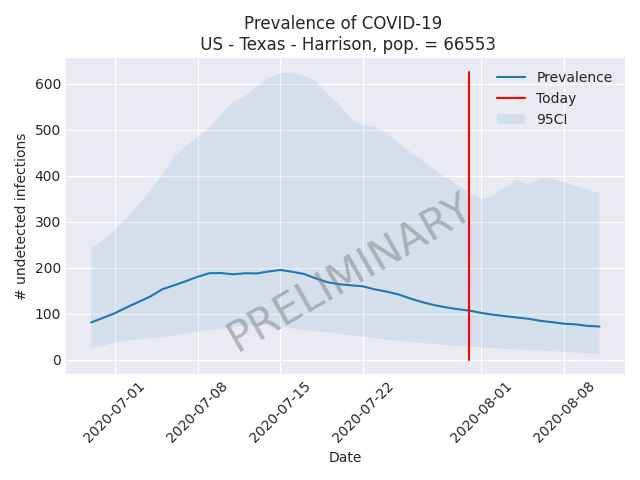 Prevalence of COVID-19
US - Texas - Harrison, pop. = 66553
Prevalence
Today
95CI
# undetected infections
600
500
400
300
200
100
0
PRELIMINARY
2020-07-01
2020-07-08
2020-07-15
2020-07-22
2020-08-01
2020-08-08
Date